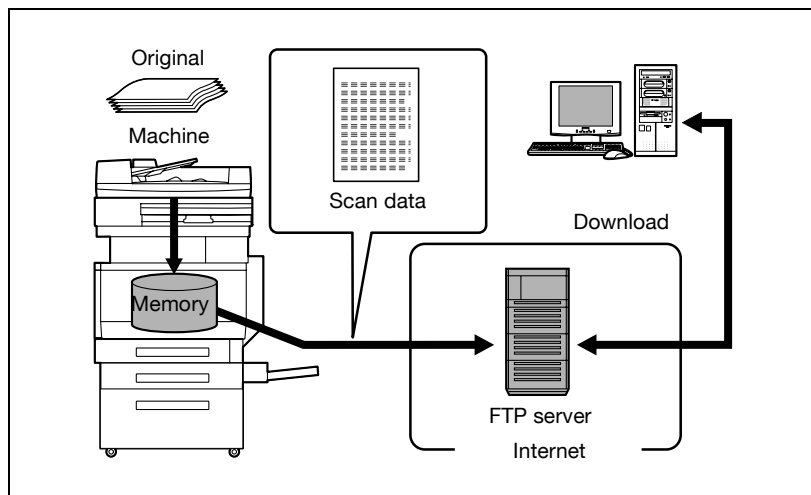 Original
Machine
Memory
Scan data
Download
FTP server
Internet